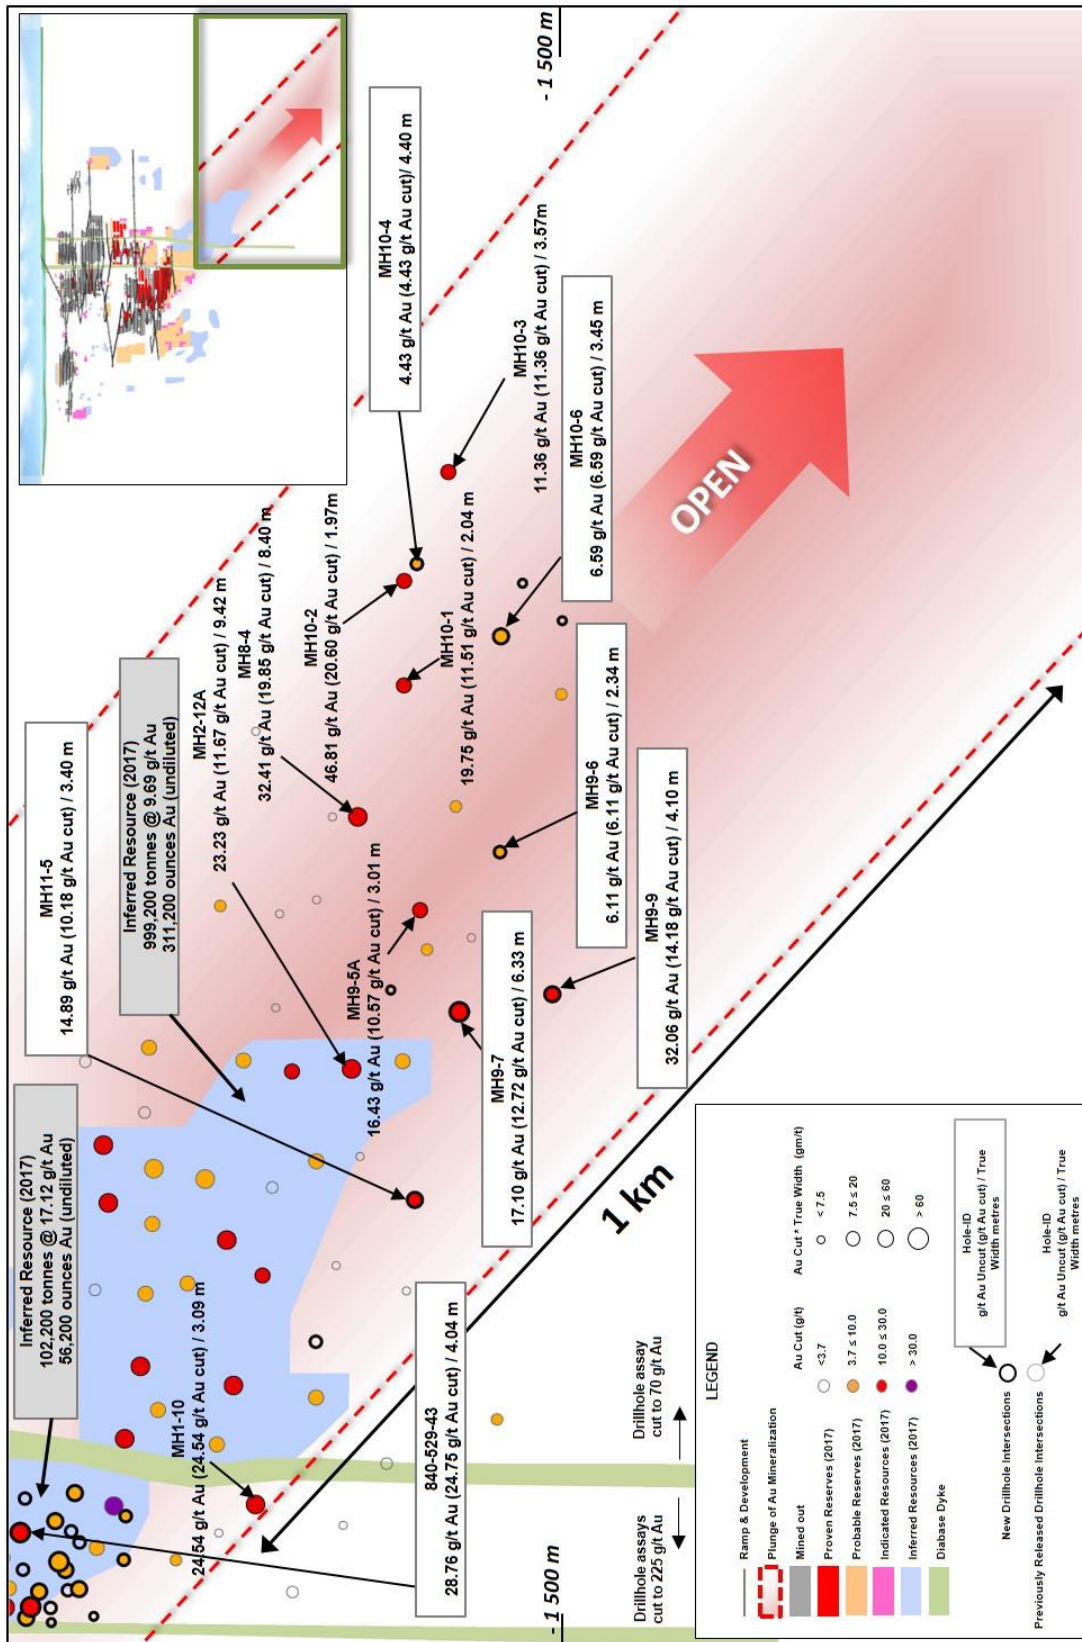 Inferred Resource (2017)
102,200 tonnes @ 17.12 g/t Au
56,200 ounces Au (undiluted)
MH11-5
14.89 g/t Au (10.18 g/t Au cut) / 3.40 m
Inferred Resource (2017)
999,200 tonnes @ 9.69 g/t Au
311,200 ounces Au (undiluted)
MH2-12A
23.23 g/t Au (11.67 g/t Au cut) / 9.42 m
MH8-4
32.41 g/t Au (19.85 g/t Au cut) / 8.40 m
MH10-2
46.81 g/t Au (20.60 g/t Au cut) / 1.97m
MH10-4
4.43 g/t Au (4.43 g/t Au cut)/ 4.40 m
MH10-1
19.75 g/t Au (11.51 g/t Au cut) / 2.04 m
MH10-3
11.36 g/t Au (11.36 g/t Au cut) / 3.57m
MH10-6
6.59 g/t Au (6.59 g/t Au cut) / 3.45 m
MH9-5A
16.43 g/t Au (10.57 g/t Au cut) / 3.01 m
MH9-6
6.11 g/t Au (6.11 g/t Au cut) / 2.34 m
MH9-7
17.10 g/t Au (12.72 g/t Au cut) / 6.33 m
MH9-9
32.06 g/t Au (14.18 g/t Au cut) / 4.10 m
MH1-10
24.54 g/t Au (24.54 g/t Au cut) / 3.09 m
840-529-43
28.76 g/t Au (24.75 g/t Au cut) / 4.04 m
OPEN
1 km
- 1 500 m
- 1 500 m
Drillhole assays
cut to 225 g/t Au
Drillhole assay
cut to 70 g/t Au
LEGEND
Ramp & Development
Plunge of Au Mineralization
Mined out
Proven Reserves (2017)
Probable Reserves (2017)
Indicated Resources (2017)
Inferred Resources (2017)
Diabase Dyke
Au Cut (g/t)
<3.7
3.7 ≤ 10.0
10.0 ≤ 30.0
> 30.0
Au Cut * True Width (gm/t)
< 7.5
7.5 ≤ 20
20 ≤ 60
> 60
New Drillhole Intersections
Hole-ID
g/t Au Uncut (g/t Au cut) / True
Width metres
Previously Released Drillhole Intersections
Hole-ID
g/t Au Uncut (g/t Au cut) / True
Width metres